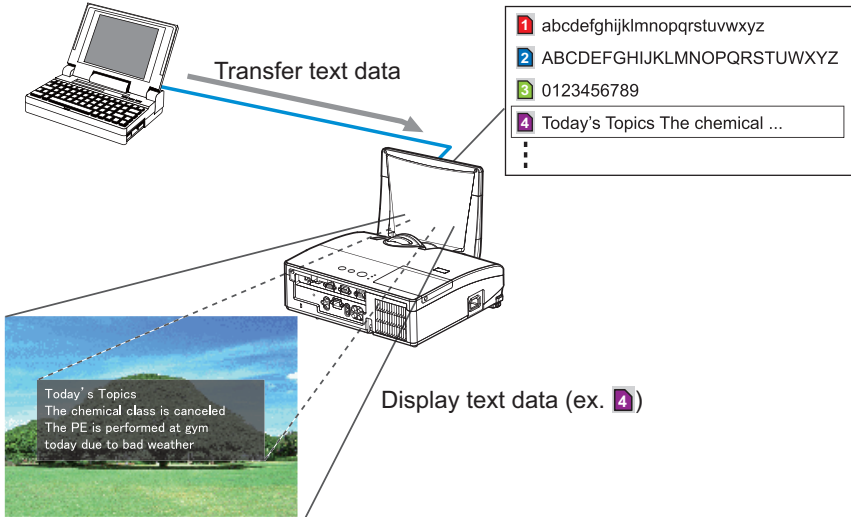 Transfer text data
1 abcdefghijklmnopqrstuvwxyz
2 ABCDEFGHIJKLMNOPQRSTUWXYZ
3 0123456789
4 Today's Topics The chemical ...
Today's Topics
The chemical class is canceled
The PE is performed at gym
today due to bad weather
Display text data (ex. 4)